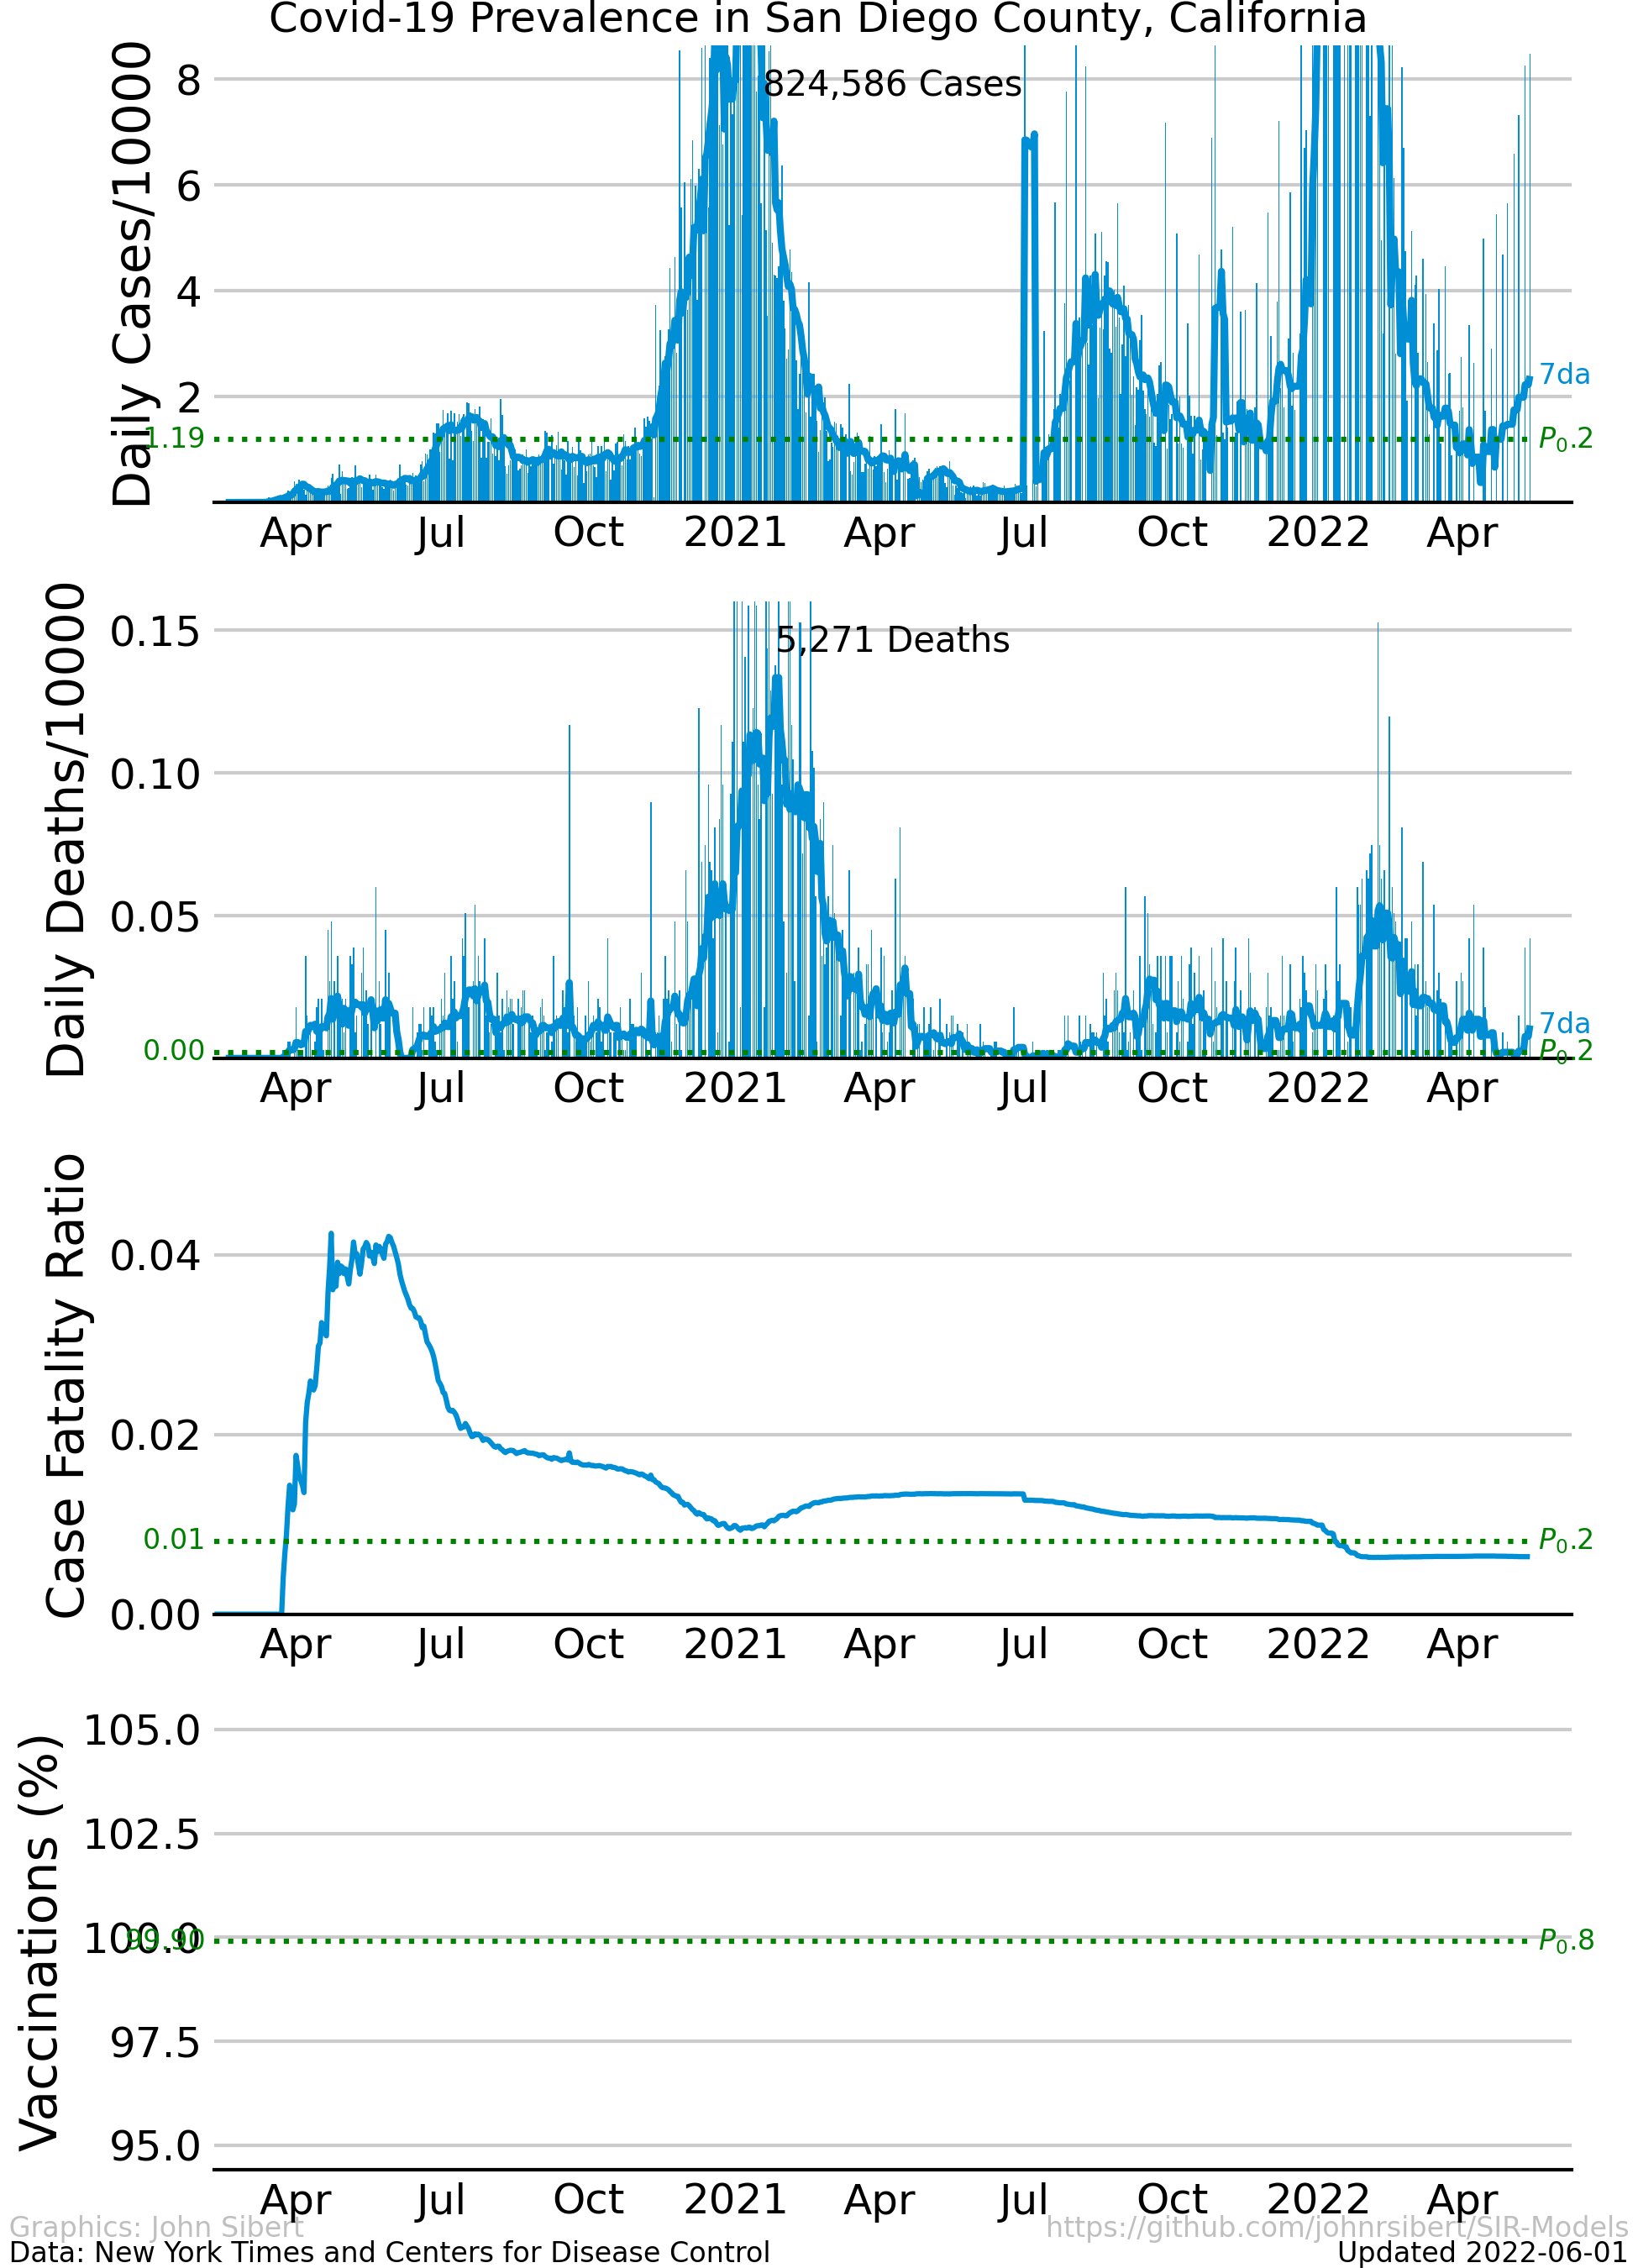 Covid-19 Prevalence in San Diego County, California
Daily Cases/10000
8
6
4
2
1.19
824,586 Cases
7da
P₀.2
Apr Jul Oct 2021 Apr Jul Oct 2022 Apr
Daily Deaths/10000
0.15
0.10
0.05
0.00
5,271 Deaths
7da
P₀.2
Apr Jul Oct 2021 Apr Jul Oct 2022 Apr
Case Fatality Ratio
0.04
0.02
0.01
0.00
P₀.2
Apr Jul Oct 2021 Apr Jul Oct 2022 Apr
Vaccinations (%)
105.0
102.5
100.0
99.90
97.5
95.0
P₀.8
Apr Jul Oct 2021 Apr Jul Oct 2022 Apr
Graphics: John Sibert https://github.com/johnrsibert/SIR-Models
Data: New York Times and Centers for Disease Control Updated 2022-06-01